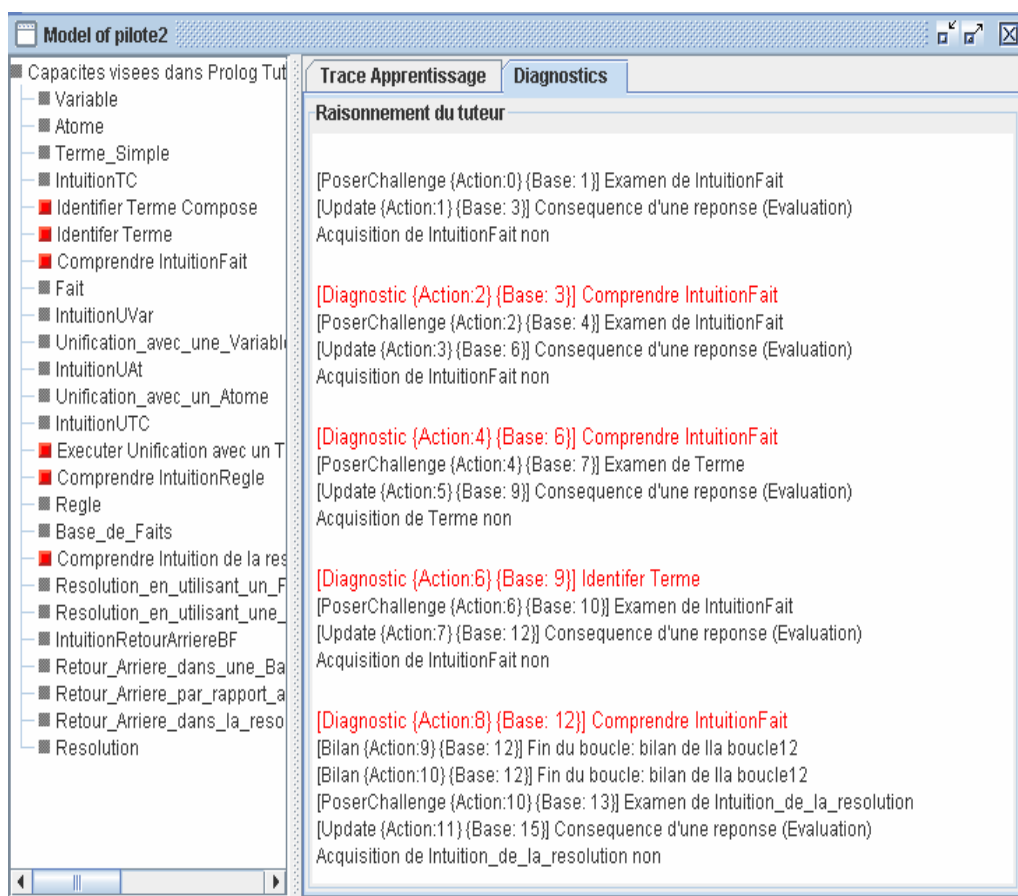 Model of pilote2
Capacites visees dans Prolog Tut
Variable
Atome
Terme_Simple
IntuitionTC
Identifier Terme Compose
Identifer Terme
Comprendre IntuitionFait
Fait
IntuitionUVar
Unification_avec_une_Variable
IntuitionUAt
Unification_avec_un_Atome
IntuitionUTC
Executer Unification avec un T
Comprendre IntuitionRegle
Regle
Base_de_Faits
Comprendre Intuition de la res
Resolution_en_utilisant_un_F
Resolution_en_utilisant_une_
IntuitionRetourArriereBF
Retour_Arriere_dans_une_Ba
Retour_Arriere_par_rapport_a
Retour_Arriere_dans_la_reso
Resolution
Trace Apprentissage
Diagnostics
Raisonnement du tuteur
[PoserChallenge {Action:0} {Base: 1}] Examen de IntuitionFait
[Update {Action:1} {Base: 3}] Consequence d'une reponse (Evaluation)
Acquisition de IntuitionFait non
[Diagnostic {Action:2} {Base: 3}] Comprendre IntuitionFait
[PoserChallenge {Action:2} {Base: 4}] Examen de IntuitionFait
[Update {Action:3} {Base: 6}] Consequence d'une reponse (Evaluation)
Acquisition de IntuitionFait non
[Diagnostic {Action:4} {Base: 6}] Comprendre IntuitionFait
[PoserChallenge {Action:4} {Base: 7}] Examen de Terme
[Update {Action:5} {Base: 9}] Consequence d'une reponse (Evaluation)
Acquisition de Terme non
[Diagnostic {Action:6} {Base: 9}] Identifer Terme
[PoserChallenge {Action:6} {Base: 10}] Examen de IntuitionFait
[Update {Action:7} {Base: 12}] Consequence d'une reponse (Evaluation)
Acquisition de IntuitionFait non
[Diagnostic {Action:8} {Base: 12}] Comprendre IntuitionFait
[Bilan {Action:9} {Base: 12}] Fin du boucle: bilan de lla boucle12
[Bilan {Action:10} {Base: 12}] Fin du boucle: bilan de lla boucle12
[PoserChallenge {Action:10} {Base: 13}] Examen de Intuition_de_la_resolution
[Update {Action:11} {Base: 15}] Consequence d'une reponse (Evaluation)
Acquisition de Intuition_de_la_resolution non